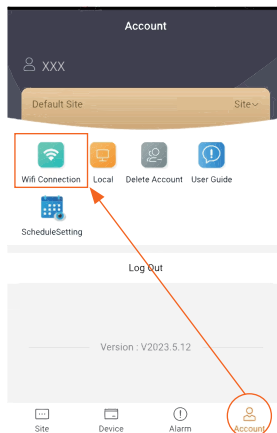 Account
XXX
Default Site Site
Wifi Connection Local Delete Account User Guide
ScheduleSetting
Log Out
Version : V2023.5.12
Site Device Alarm Account